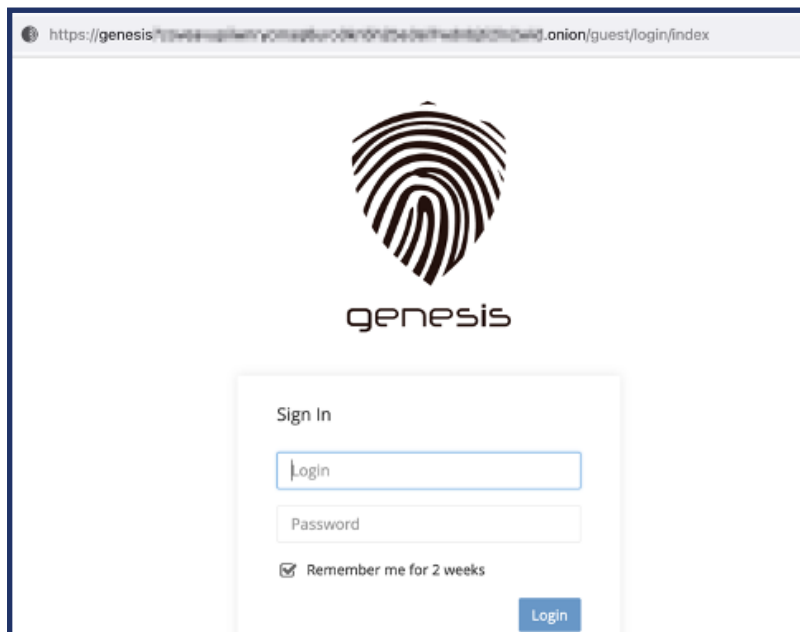 https://genesis .onion/guest/login/index
genesis
Sign In
Login
Password
Remember me for 2 weeks
Login